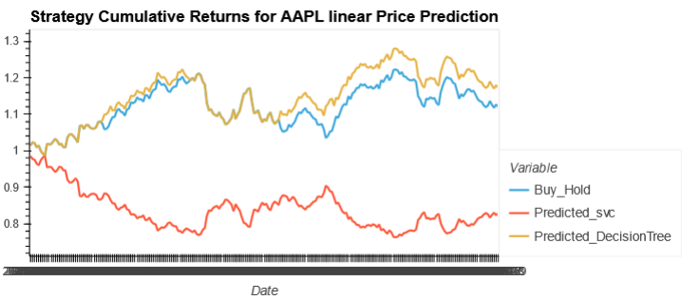 Strategy Cumulative Returns for AAPL linear Price Prediction
1.3
1.2
1.1
1
0.9
0.8
Date
Variable
Buy_Hold
Predicted_svc
Predicted_DecisionTree